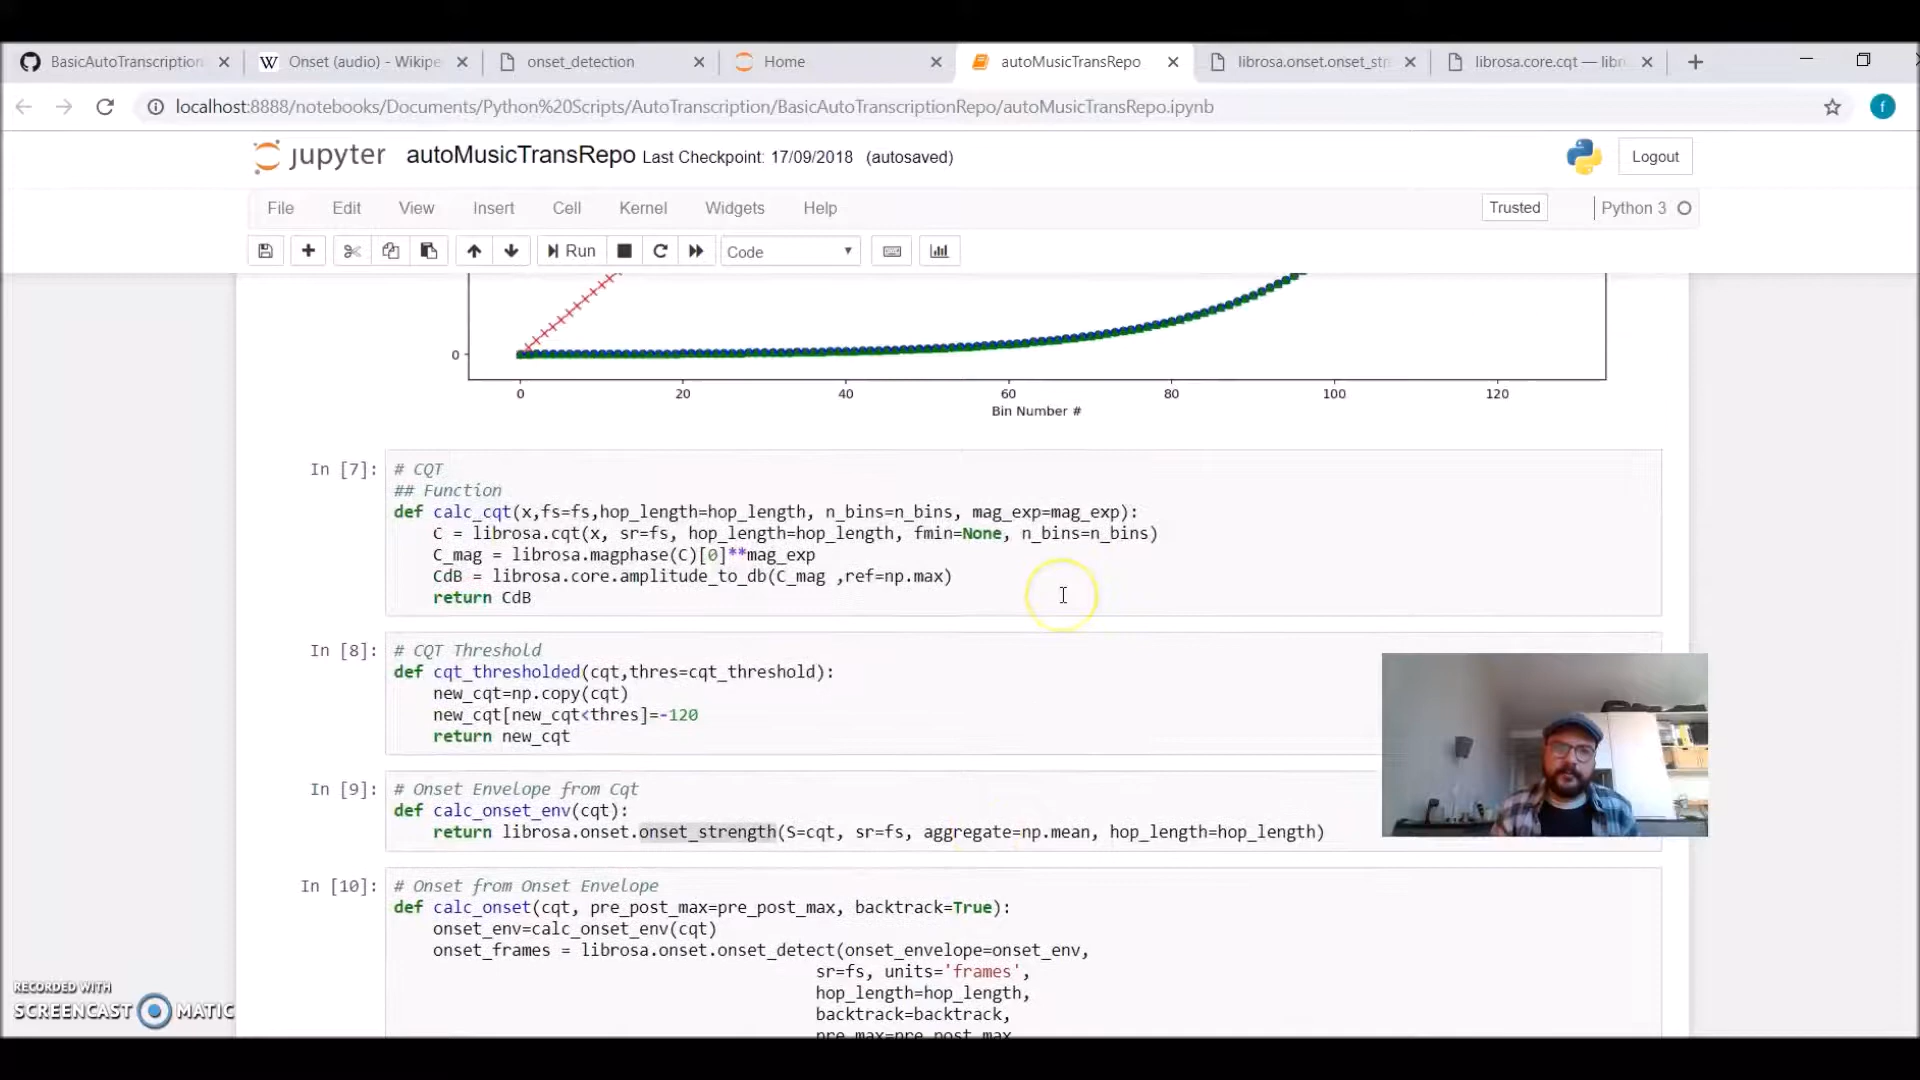 BasicAutoTranscription
Onset (audio) - Wikipe
onset_detection
Home
autoMusicTransRepo
librosa.onset.onset_str
librosa.core.cqt — libr
localhost:8888/notebooks/Documents/Python%20Scripts/AutoTranscription/BasicAutoTranscriptionRepo/autoMusicTransRepo.ipynb
f
jupyter autoMusicTransRepo Last Checkpoint: 17/09/2018 (autosaved)
Logout
File Edit View Insert Cell Kernel Widgets Help
Trusted
Python 3
Run
Code
0
0 20 40 60 80 100 120
Bin Number #
In [7]:
# CQT
## Function
def calc_cqt(x,fs=fs,hop_length=hop_length, n_bins=n_bins, mag_exp=mag_exp):
C = librosa.cqt(x, sr=fs, hop_length=hop_length, fmin=None, n_bins=n_bins)
C_mag = librosa.magphase(C)[0]**mag_exp
CdB = librosa.core.amplitude_to_db(C_mag ,ref=np.max)
return CdB
In [8]:
# CQT Threshold
def cqt_thresholded(cqt,thres=cqt_threshold):
new_cqt=np.copy(cqt)
new_cqt[new_cqt<thres]=-120
return new_cqt
In [9]:
# Onset Envelope from Cqt
def calc_onset_env(cqt):
return librosa.onset.onset_strength(S=cqt, sr=fs, aggregate=np.mean, hop_length=hop_length)
In [10]:
# Onset from Onset Envelope
def calc_onset(cqt, pre_post_max=pre_post_max, backtrack=True):
onset_env=calc_onset_env(cqt)
onset_frames = librosa.onset.onset_detect(onset_envelope=onset_env,
sr=fs, units='frames',
hop_length=hop_length,
backtrack=backtrack,
pre_max=pre_post_max
RECORDED WITH
SCREENCAST MATIC